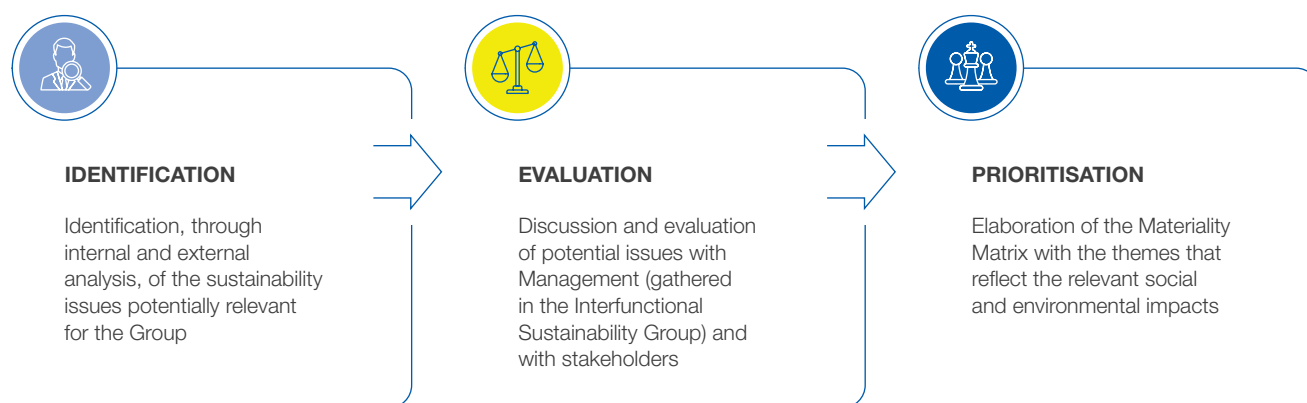 IDENTIFICATION
Identification, through
internal and external
analysis, of the sustainability
issues potentially relevant
for the Group
EVALUATION
Discussion and evaluation
of potential issues with
Management (gathered
in the Interfunctional
Sustainability Group) and
with stakeholders
PRIORITISATION
Elaboration of the Materiality
Matrix with the themes that
reflect the relevant social
and environmental impacts